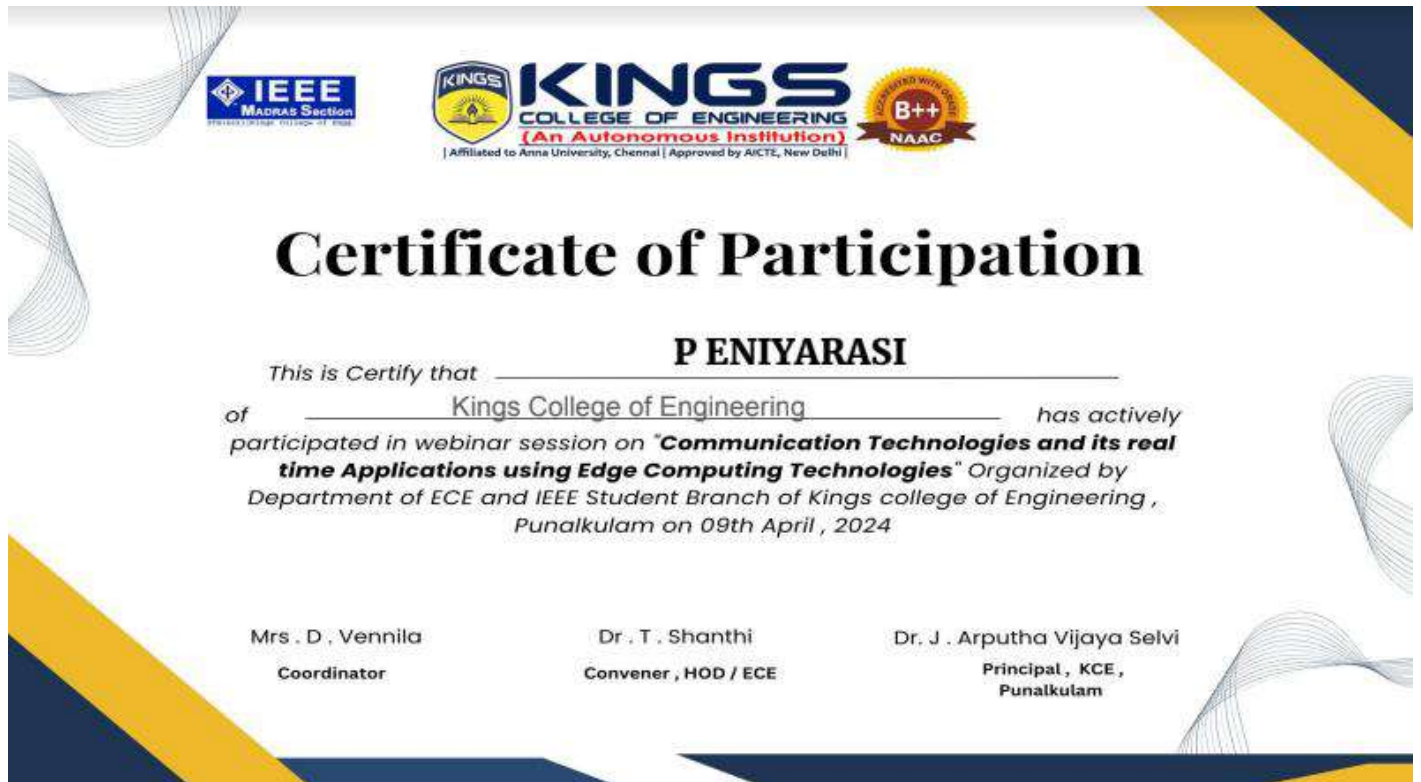 IEEE
MADRAS Section
KINGS
KINGS
COLLEGE OF ENGINEERING
(An Autonomous Institution)
| Affiliated to Anna University, Chennai | Approved by AICTE, New Delhi |
ACCREDITED WITH GRADE
B++
NAAC
Certificate of Participation
P ENIYARASI
This is Certify that
of Kings College of Engineering has actively
participated in webinar session on "Communication Technologies and its real
time Applications using Edge Computing Technologies" Organized by
Department of ECE and IEEE Student Branch of Kings college of Engineering ,
Punalkulam on 09th April , 2024
Mrs . D . Vennila Dr . T . Shanthi Dr. J . Arputha Vijaya Selvi
Coordinator Convener , HOD / ECE Principal , KCE ,
Punalkulam